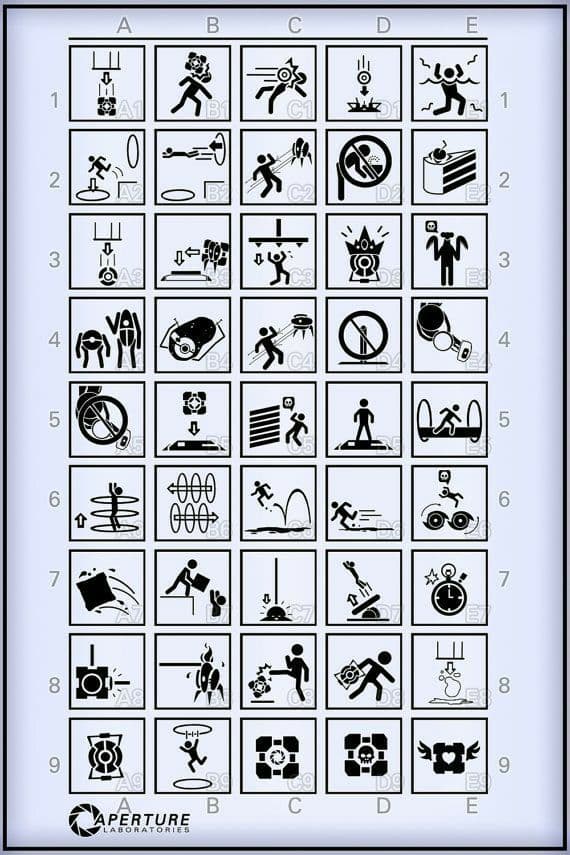 A B C D E
1 A1 B1 C1 D1 E1 1
2 A2 B2 C2 D2 E2 2
3 A3 B3 C3 D3 E3 3
4 A4 B4 C4 D4 E4 4
5 A5 B5 C5 D5 E5 5
6 A6 B6 C6 D6 E6 6
7 A7 B7 C7 D7 E7 7
8 A8 B8 C8 D8 E8 8
9 A9 B9 C9 D9 E9 9
A B C D E
APERTURE
LABORATORIES